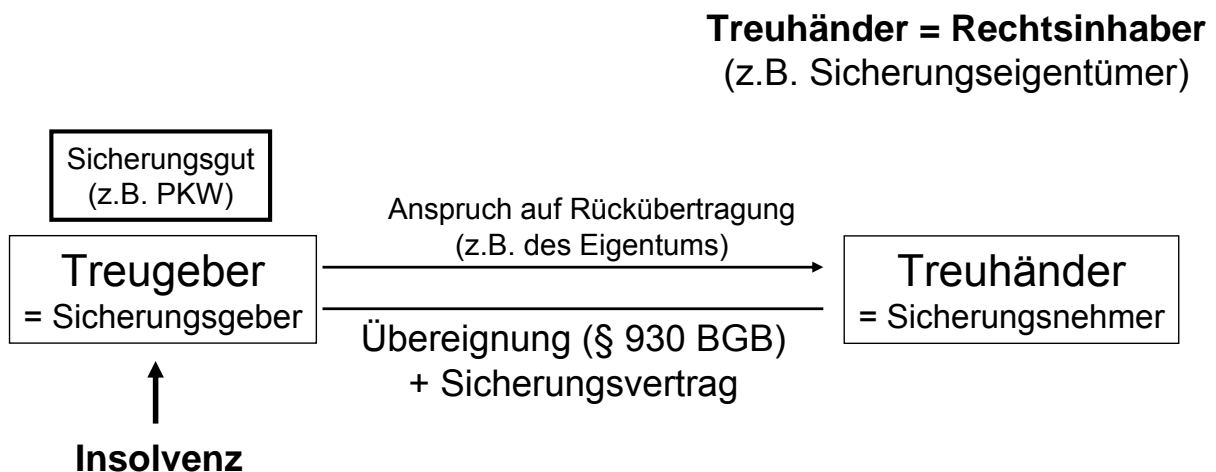 Treuhänder = Rechtsinhaber
(z.B. Sicherungseigentümer)
Sicherungsgut
(z.B. PKW)
Anspruch auf Rückübertragung
(z.B. des Eigentums)
Treugeber
= Sicherungsgeber
Treuhänder
= Sicherungsnehmer
Übereignung (§ 930 BGB)
+ Sicherungsvertrag
Insolvenz